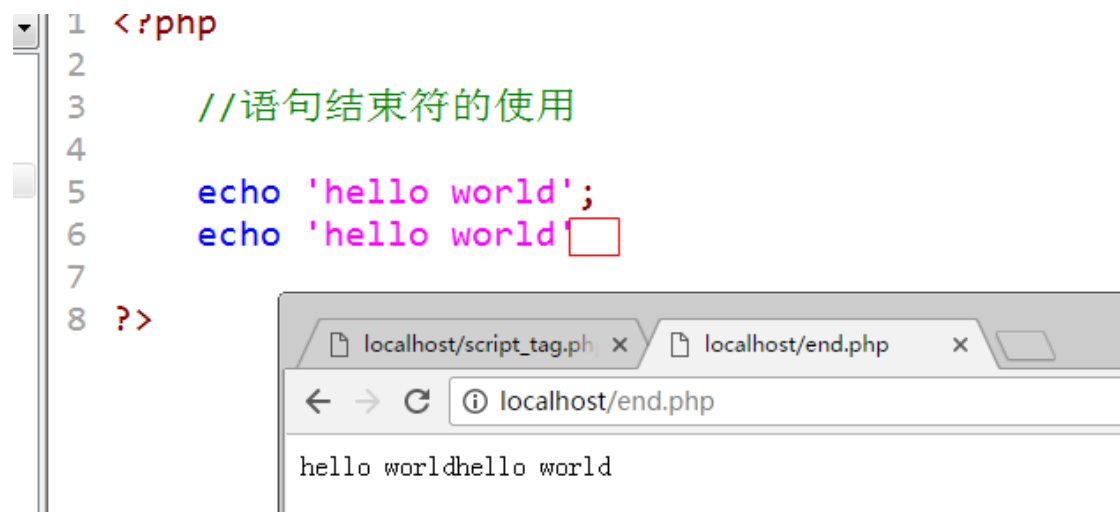 1 <?php
2
3 //语句结束符的使用
4
5 echo 'hello world';
6 echo 'hello world'
7
8 ?>
localhost/script_tag.ph
localhost/end.php
localhost/end.php
hello worldhello world